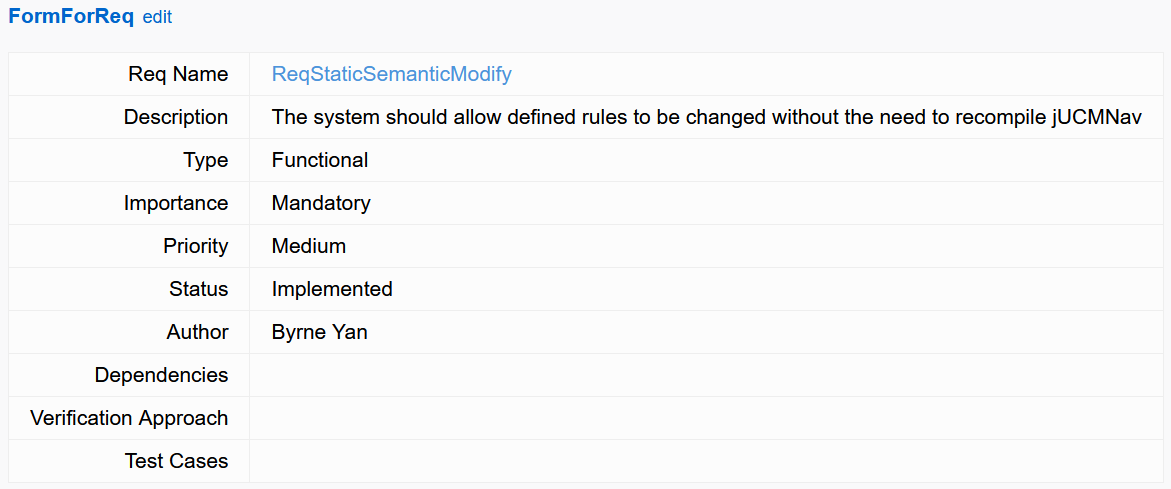 FormForReq edit
Req Name ReqStaticSemanticModify
Description The system should allow defined rules to be changed without the need to recompile jUCMNav
Type Functional
Importance Mandatory
Priority Medium
Status Implemented
Author Byrne Yan
Dependencies
Verification Approach
Test Cases